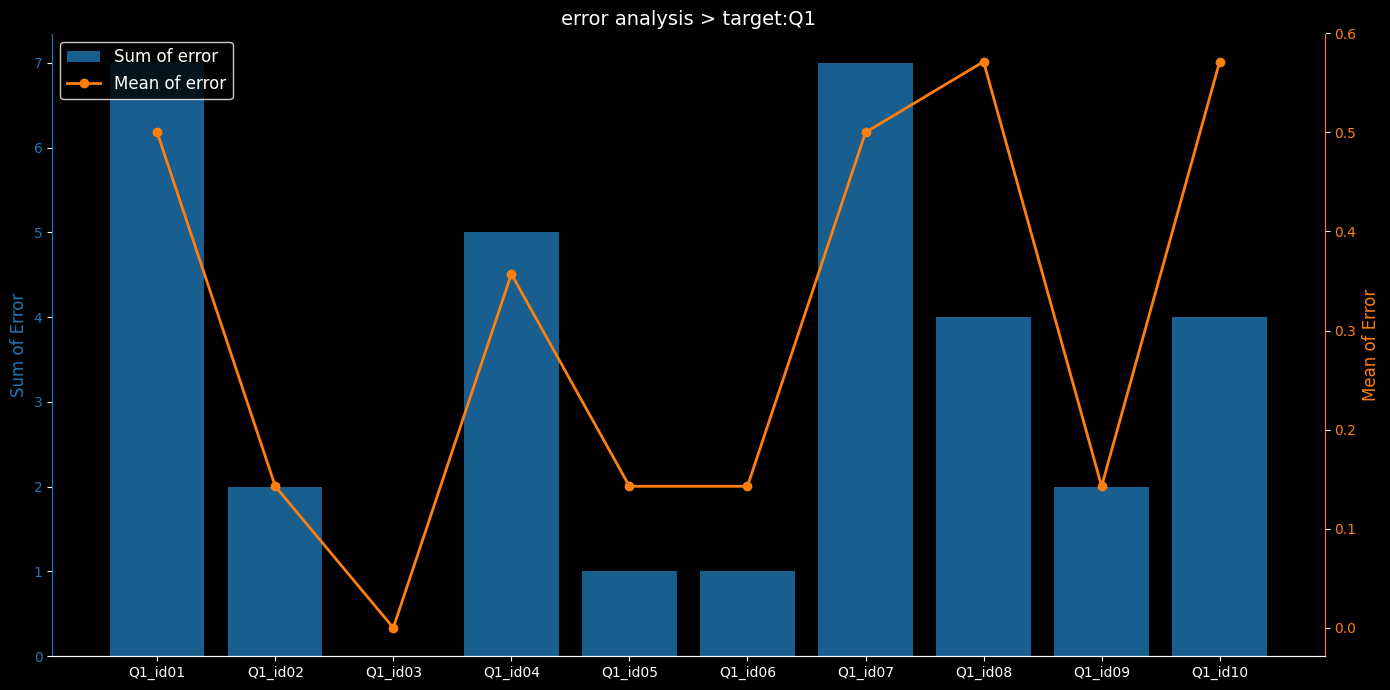 error analysis > target:Q1
Sum of error
Mean of error
7
6
5
4
3
2
1
0
Sum of Error
0.6
0.5
0.4
0.3
0.2
0.1
0.0
Mean of Error
Q1_id01 Q1_id02 Q1_id03 Q1_id04 Q1_id05 Q1_id06 Q1_id07 Q1_id08 Q1_id09 Q1_id10